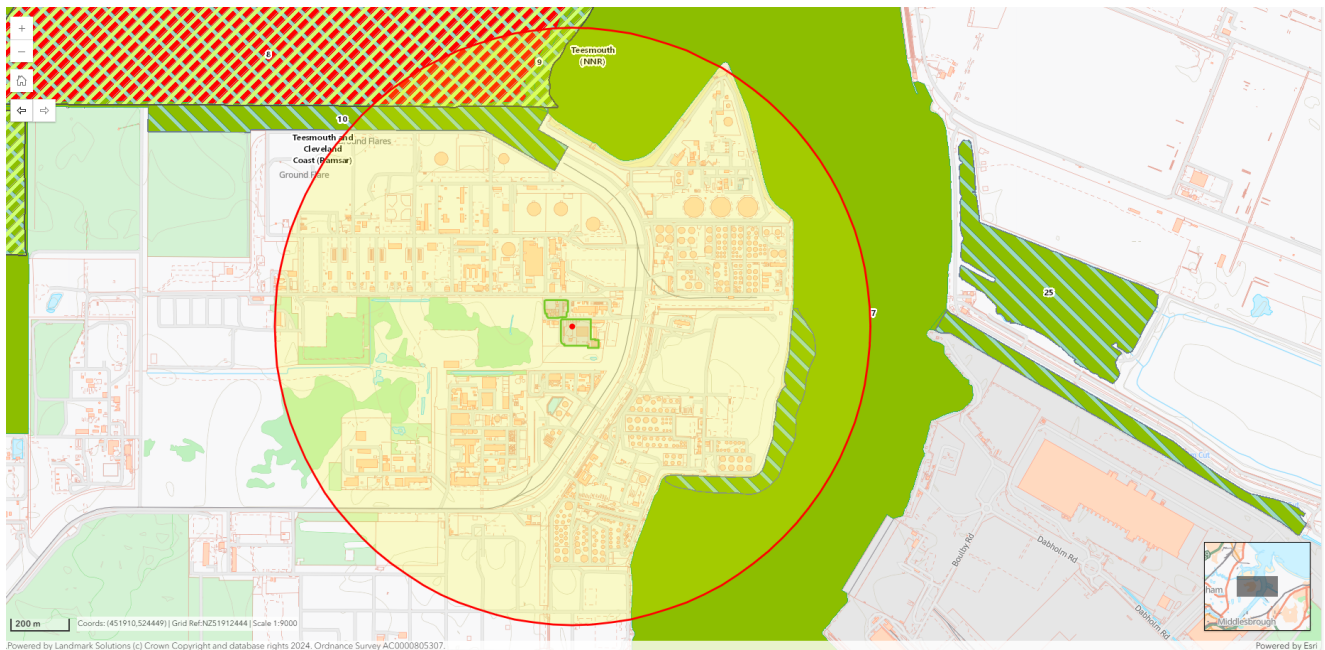 +
8
Teesmouth
(NNR)
9
–
10
Teesmouth and
Cleveland
Coast (Ramsar)
Ground Flares
Ground Flare
25
7
Boulby Rd
Dabholm Rd
Dabholm Rd
Middlesbrough
200 m
Coords: (451910,524449) | Grid Ref:NZ51912444 | Scale 1:9000
Powered by Landmark Solutions (c) Crown Copyright and database rights 2024. Ordnance Survey AC0000805307.
Powered by Esri